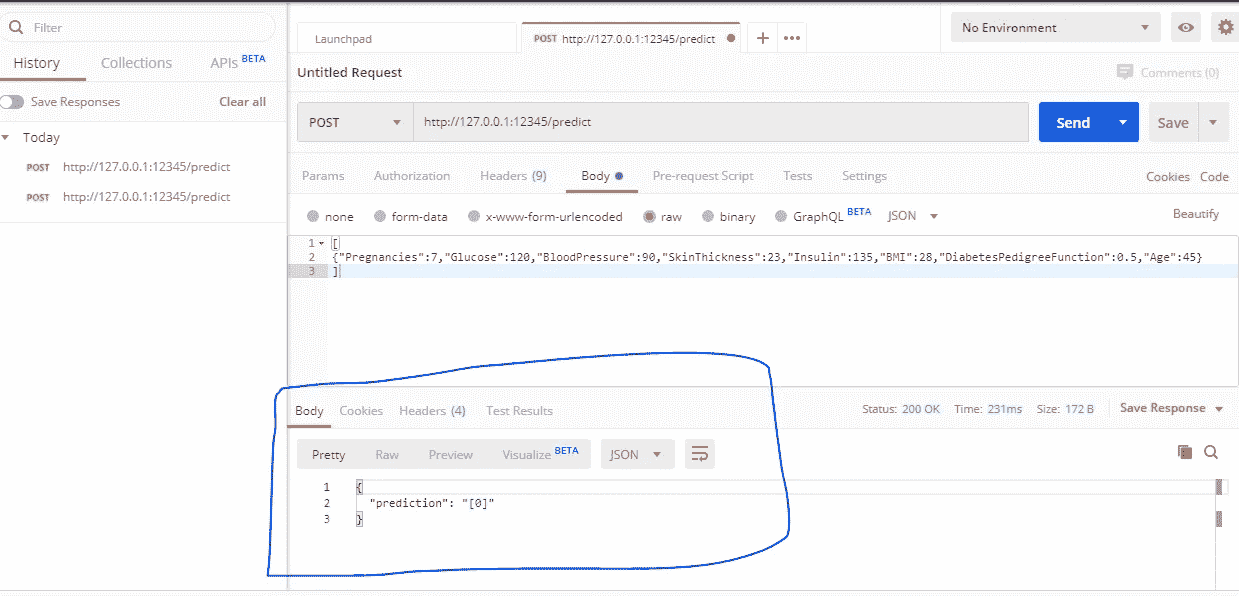 Filter
History Collections APIs BETA
Save Responses Clear all
Today
POST http://127.0.0.1:12345/predict
POST http://127.0.0.1:12345/predict
Launchpad POST http://127.0.0.1:12345/predict No Environment
Untitled Request Comments (0)
POST http://127.0.0.1:12345/predict Send Save
Params Authorization Headers (9) Body Pre-request Script Tests Settings Cookies Code
none form-data x-www-form-urlencoded raw binary GraphQL BETA JSON Beautify
1 [
2 {"Pregnancies":7,"Glucose":120,"BloodPressure":90,"SkinThickness":23,"Insulin":135,"BMI":28,"DiabetesPedigreeFunction":0.5,"Age":45}
3 ]
Body Cookies Headers (4) Test Results Status: 200 OK Time: 231ms Size: 172 B Save Response
Pretty Raw Preview Visualize BETA JSON
1 {
2 "prediction": "[0]"
3 }